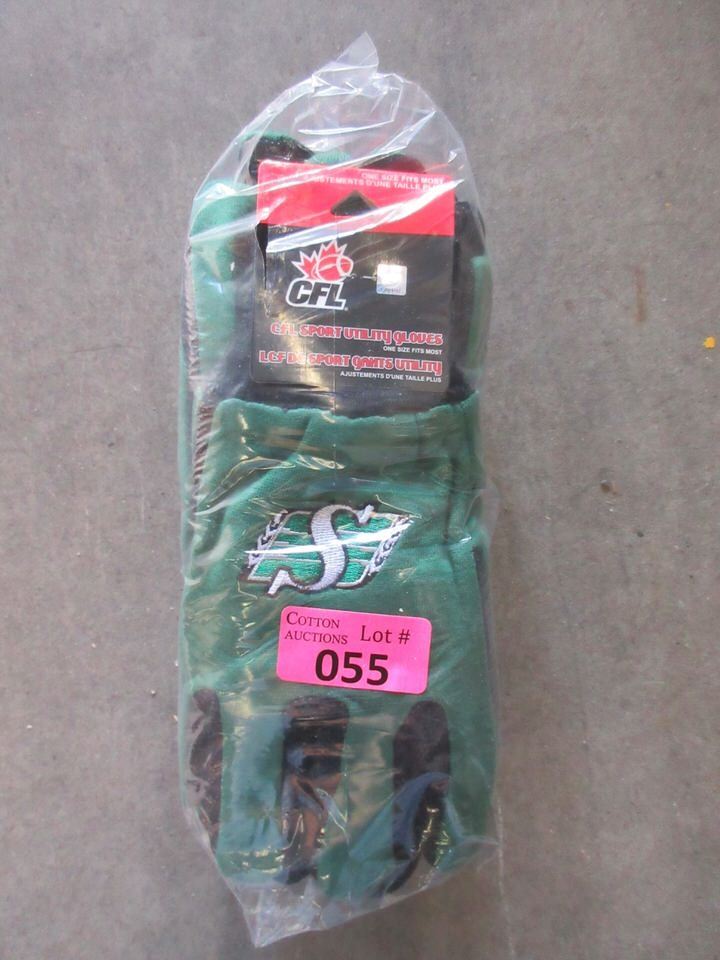 ONE SIZE FITS MOST
AJUSTEMENTS D'UNE TAILLE PLUS
CFL
CFL SPORT UTILITY GLOVES
ONE SIZE FITS MOST
LCF DE SPORT GANTS UTILITY
AJUSTEMENTS D'UNE TAILLE PLUS
S
COTTON
AUCTIONS Lot #
055